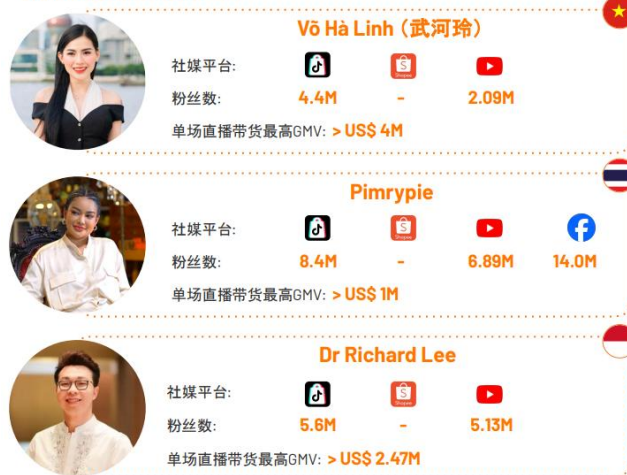 Võ Hà Linh (武河玲)
社媒平台:
Shopee
粉丝数: 4.4M - 2.09M
单场直播带货最高GMV: > US$ 4M
Pimrypie
社媒平台:
Shopee
粉丝数: 8.4M - 6.89M 14.0M
单场直播带货最高GMV: > US$ 1M
Dr Richard Lee
社媒平台:
Shopee
粉丝数: 5.6M - 5.13M
单场直播带货最高GMV: > US$ 2.47M